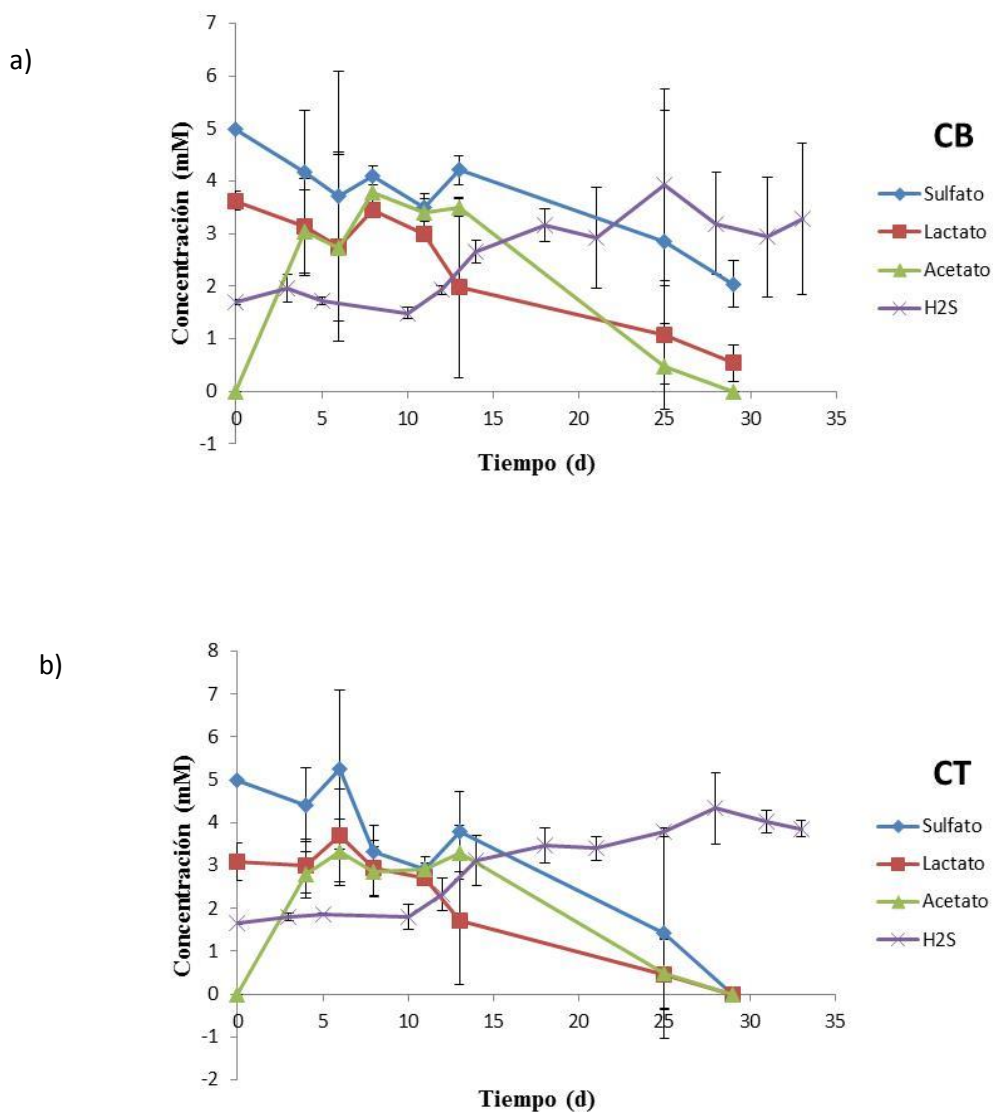 a)
CB
Concentración (mM)
7
6
5
4
3
2
1
0
-1
0 5 10 15 20 25 30 35
Tiempo (d)
Sulfato
Lactato
Acetato
H2S
b)
CT
Concentración (mM)
8
7
6
5
4
3
2
1
0
-1
-2
0 5 10 15 20 25 30 35
Tiempo (d)
Sulfato
Lactato
Acetato
H2S